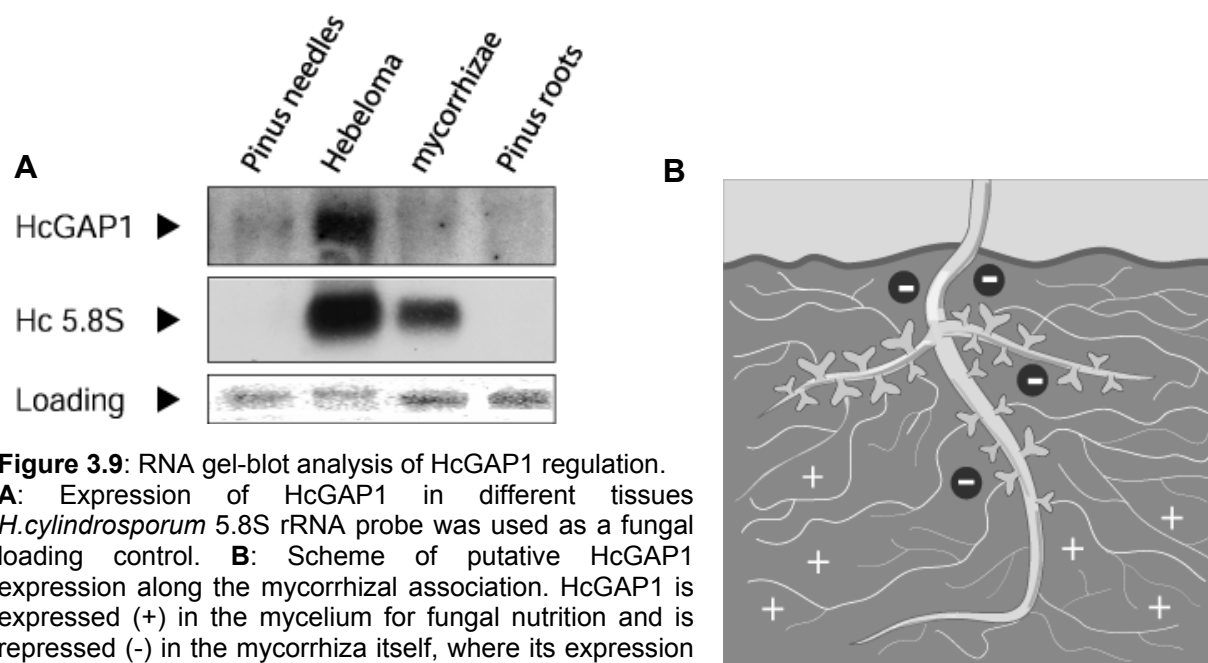 Pinus needles
Hebeloma
mycorrhizae
Pinus roots
A
HcGAP1
Hc 5.8S
Loading
B
Figure 3.9: RNA gel-blot analysis of HcGAP1 regulation.
A: Expression of HcGAP1 in different tissues
H.cylindrosporum 5.8S rRNA probe was used as a fungal
loading control. B: Scheme of putative HcGAP1
expression along the mycorrhizal association. HcGAP1 is
expressed (+) in the mycelium for fungal nutrition and is
repressed (-) in the mycorrhiza itself, where its expression
- -
-
-
+
+
+
+
+ +